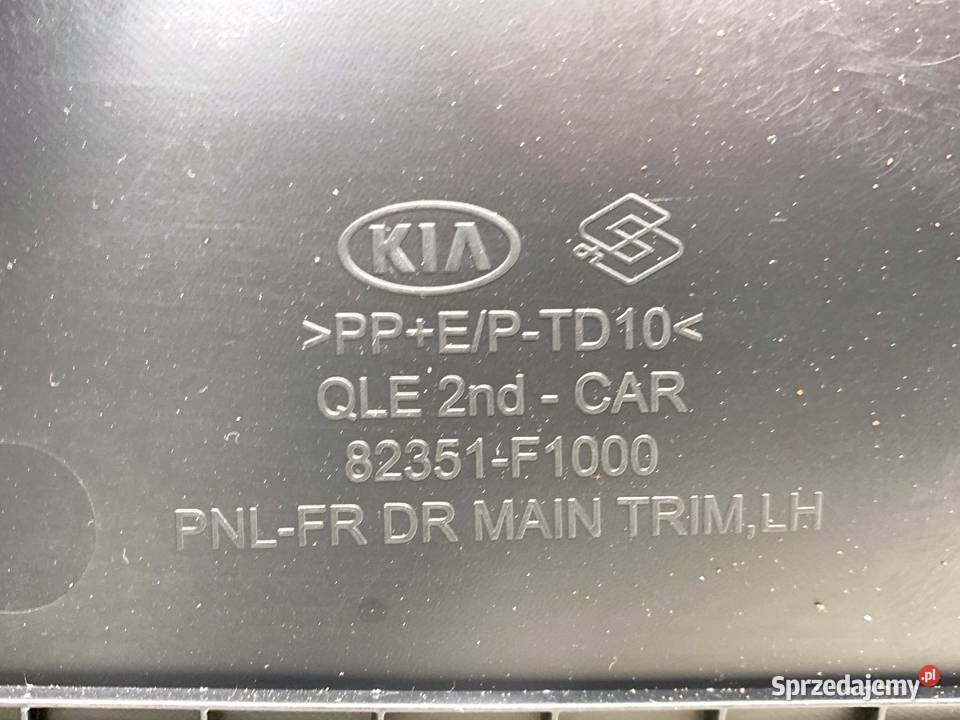 KIA
>PP+E/P-TD10<
QLE 2nd - CAR
82351-F1000
PNL-FR DR MAIN TRIM,LH
Sprzedajemy.pl